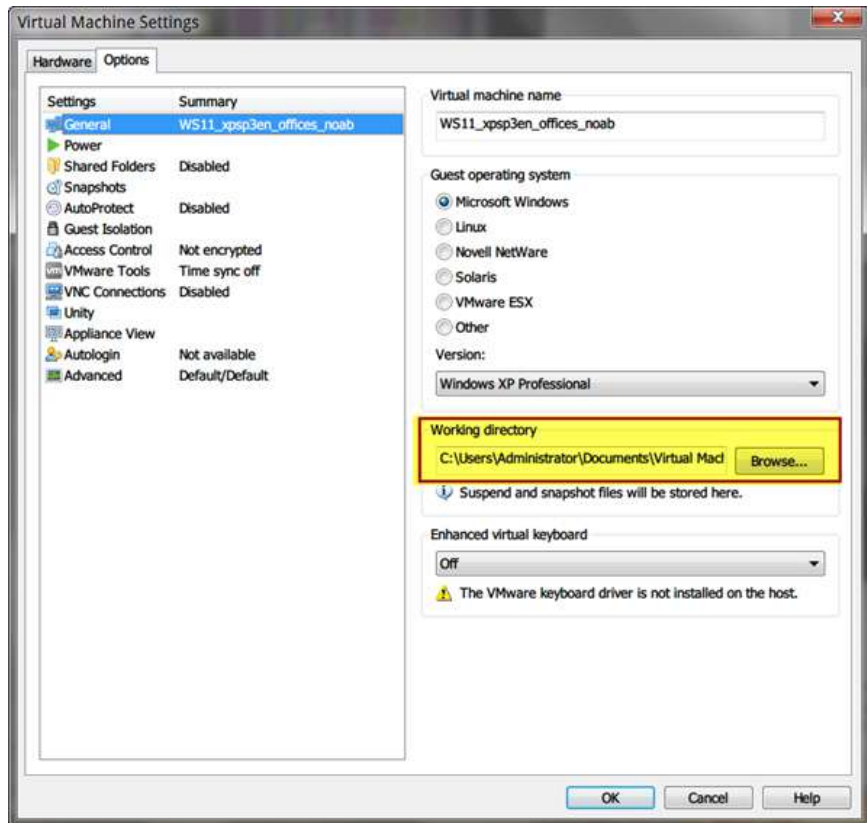 Virtual Machine Settings
Hardware Options
Settings Summary
General WS11_xpsp3en_offices_noab
Power
Shared Folders Disabled
Snapshots
AutoProtect Disabled
Guest Isolation
Access Control Not encrypted
VMware Tools Time sync off
VNC Connections Disabled
Unity
Appliance View
Autologin Not available
Advanced Default/Default
Virtual machine name
WS11_xpsp3en_offices_noab
Guest operating system
Microsoft Windows
Linux
Novell NetWare
Solaris
VMware ESX
Other
Version:
Windows XP Professional
Working directory
C:\Users\Administrator\Documents\Virtual Macl Browse...
Suspend and snapshot files will be stored here.
Enhanced virtual keyboard
Off
The VMware keyboard driver is not installed on the host.
OK Cancel Help